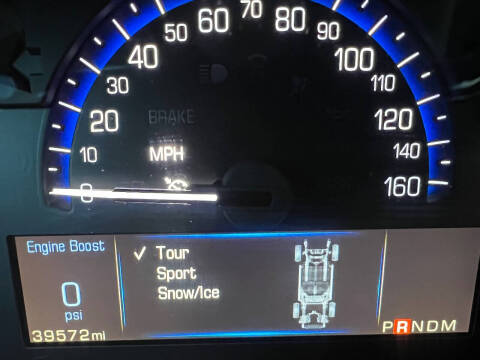 60 70 80
50 90
40 100
30 110
20 BRAKE 120
10 MPH 140
0 160
Engine Boost
0
psi
39572mi
✓ Tour
Sport
Snow/Ice
PRNDM